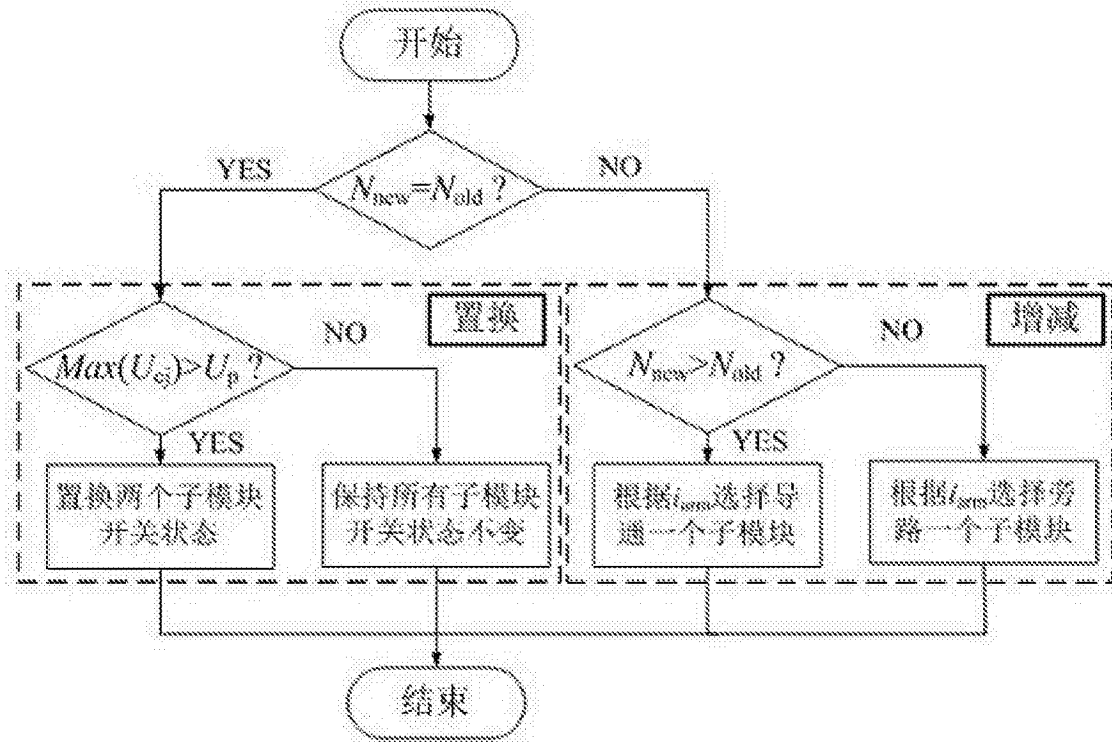 开始
YES
NO
Nnew=Nold ?
置换
增减
NO
NO
Max(Ucj)>Up ?
Nnew>Nold ?
YES
YES
置换两个子模块
开关状态
保持所有子模块
开关状态不变
根据iarm选择导
通一个子模块
根据iarm选择旁
路一个子模块
结束